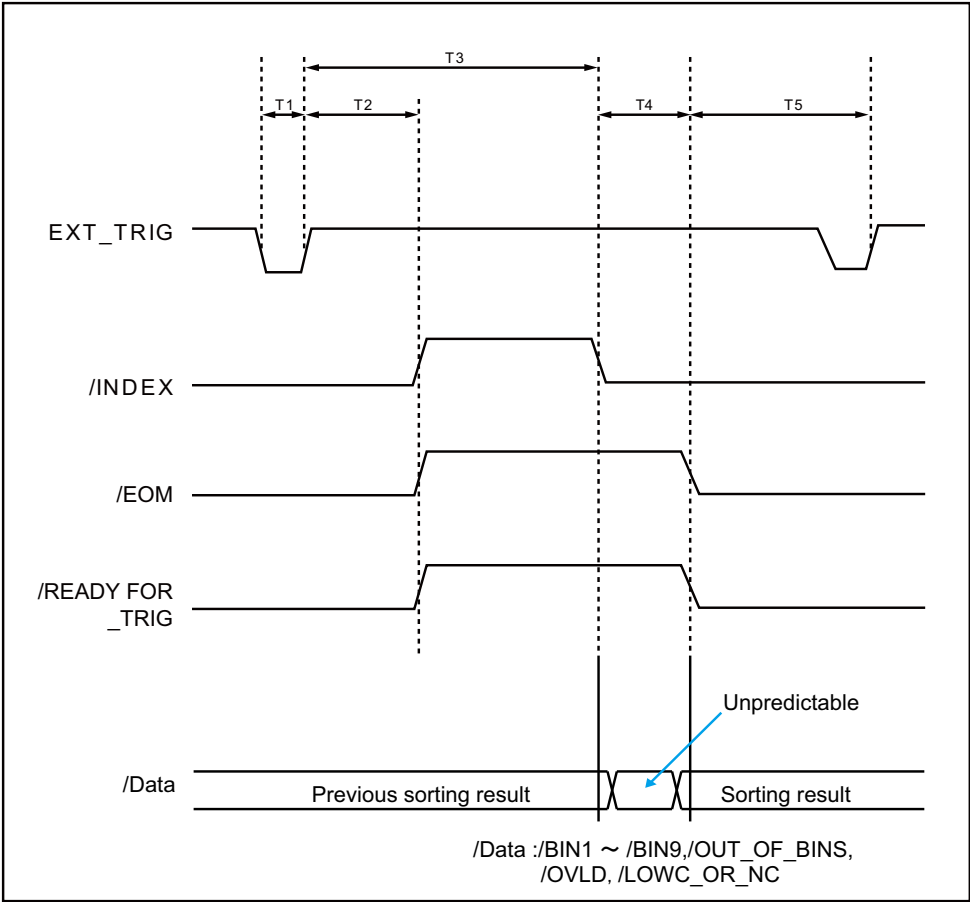 T3
T1
T2
T4
T5
EXT_TRIG
/INDEX
/EOM
/READY FOR
_TRIG
Unpredictable
/Data
Previous sorting result
Sorting result
/Data :/BIN1 ～ /BIN9,/OUT_OF_BINS,
/OVLD, /LOWC_OR_NC